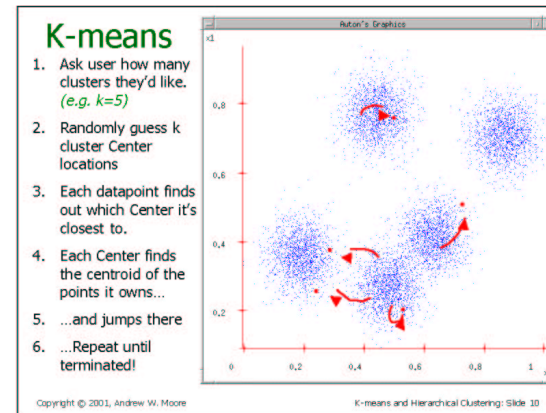 K-means
1. Ask user how many
clusters they'd like.
(e.g. k=5)
2. Randomly guess k
cluster Center
locations
3. Each datapoint finds
out which Center it's
closest to.
4. Each Center finds
the centroid of the
points it owns...
5. ...and jumps there
6. ...Repeat until
terminated!
Auton's Graphics
x1
0.8
0.6
0.4
0.2
0 0.2 0.4 0.6 0.8 1
Copyright © 2001, Andrew W. Moore
K-means and Hierarchical Clustering: Slide 10